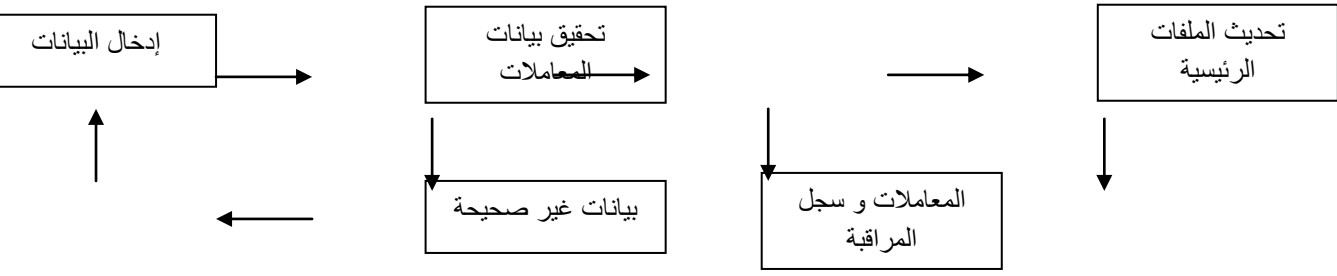 إدخال البيانات
تحقيق بيانات
المعاملات
تحديث الملفات
الرئيسية
بيانات غير صحيحة
المعاملات و سجل
المراقبة